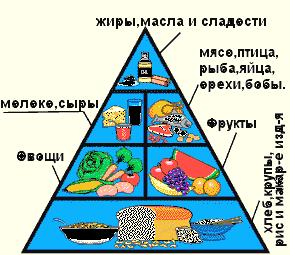 жиры,масла и сладости
мясо,птица,
рыба,яйца,
орехи,бобы.
молоко,сыры
Фрукты
Овощи
хлеб,крупы,
рис и макар-е изд-я